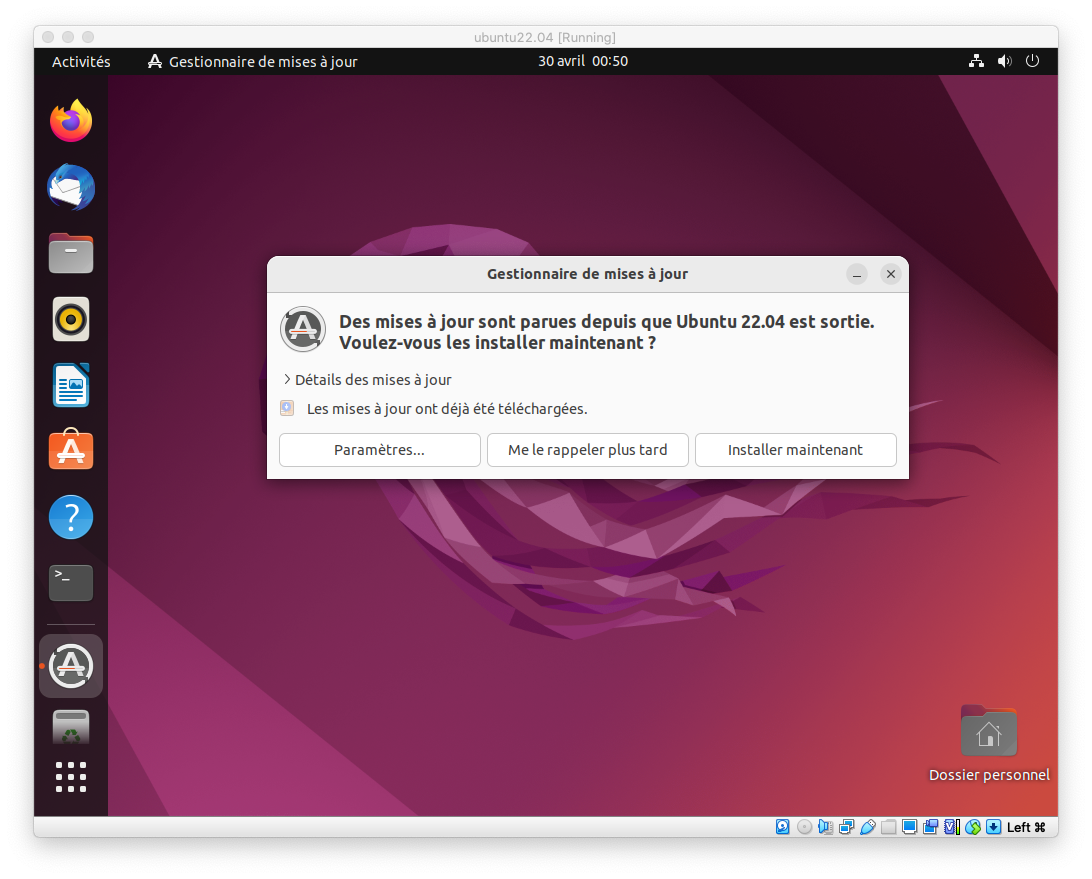 ubuntu22.04 [Running]
Activités
Gestionnaire de mises à jour
30 avril 00:50
Gestionnaire de mises à jour
Des mises à jour sont parues depuis que Ubuntu 22.04 est sortie.
Voulez-vous les installer maintenant ?
Détails des mises à jour
Les mises à jour ont déjà été téléchargées.
Paramètres...
Me le rappeler plus tard
Installer maintenant
Dossier personnel
Left ⌘